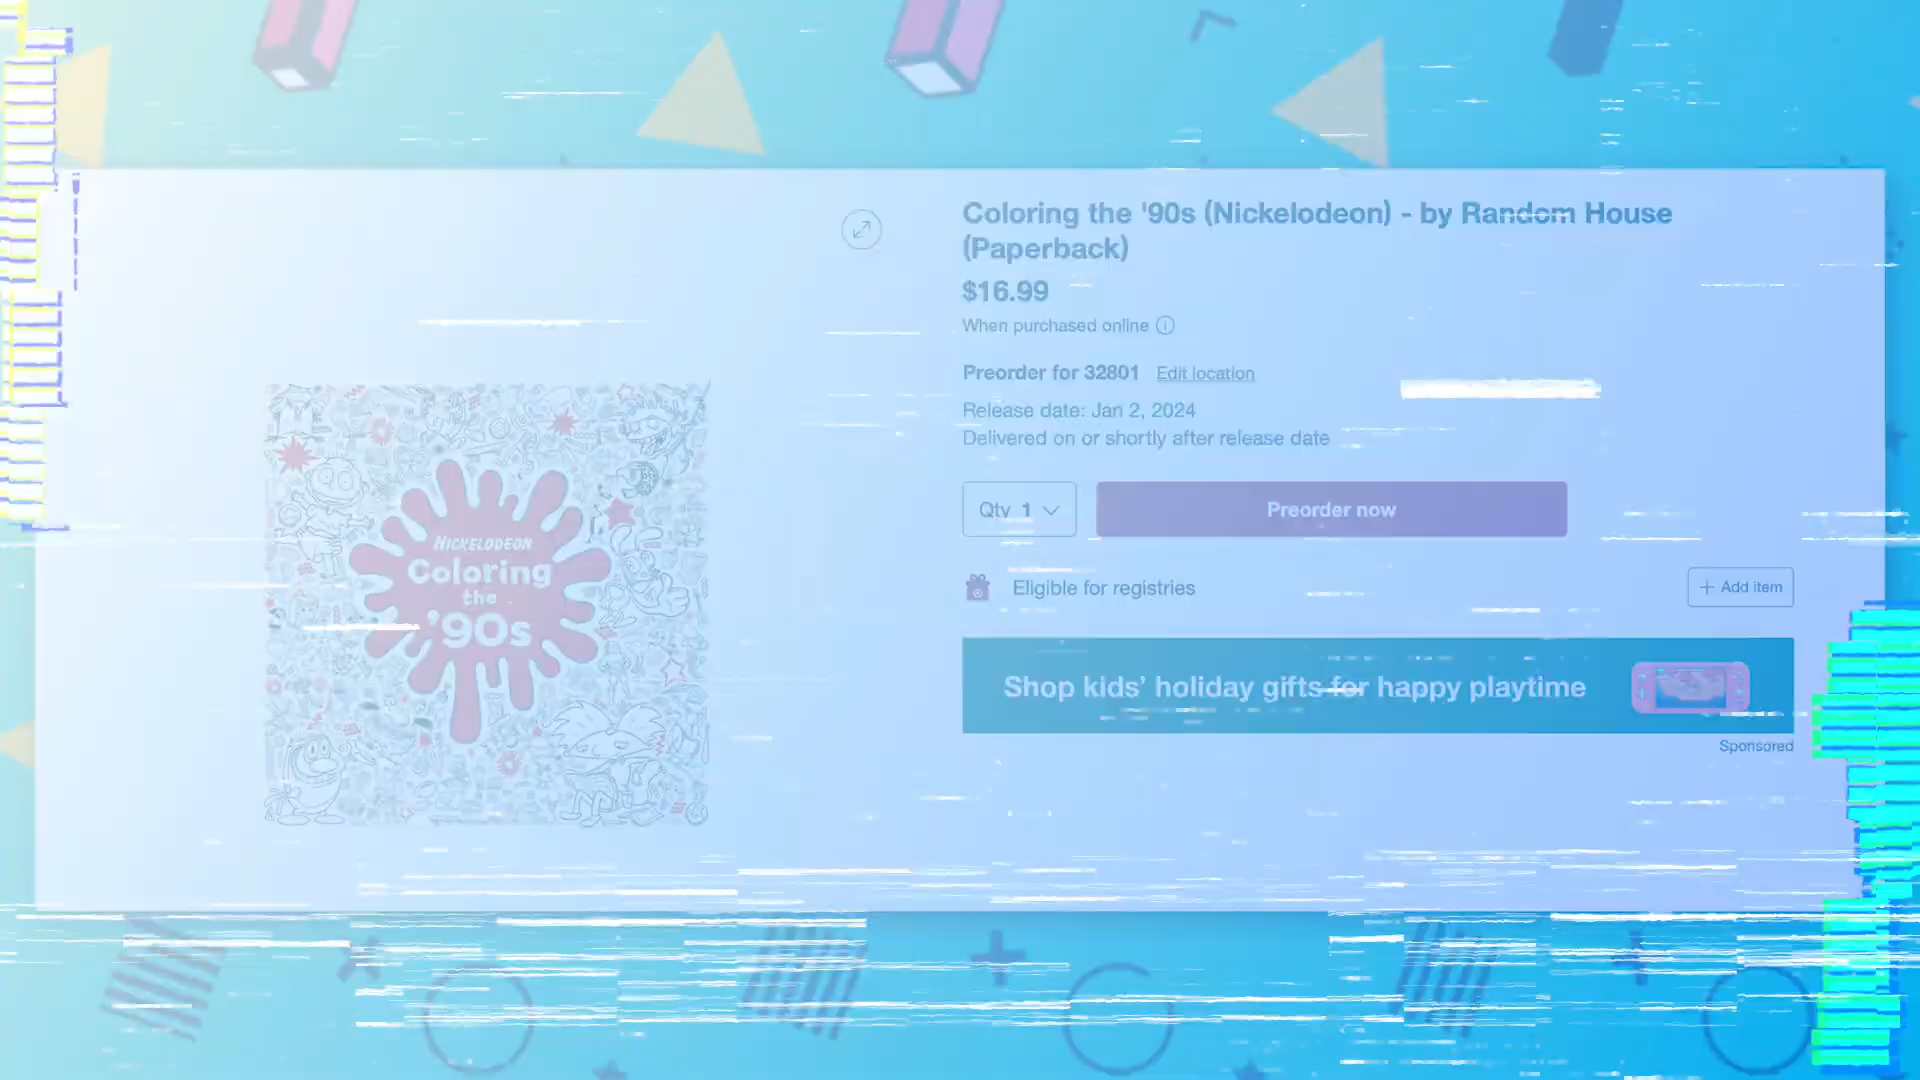 Coloring the '90s (Nickelodeon) - by Random House
(Paperback)
$16.99
When purchased online
Preorder for 32801 Edit location
Release date: Jan 2, 2024
Delivered on or shortly after release date
Qty 1
Preorder now
Eligible for registries
+ Add item
Shop kids’ holiday gifts for happy playtime
Sponsored
NICKELODEON
Coloring
the
’90s